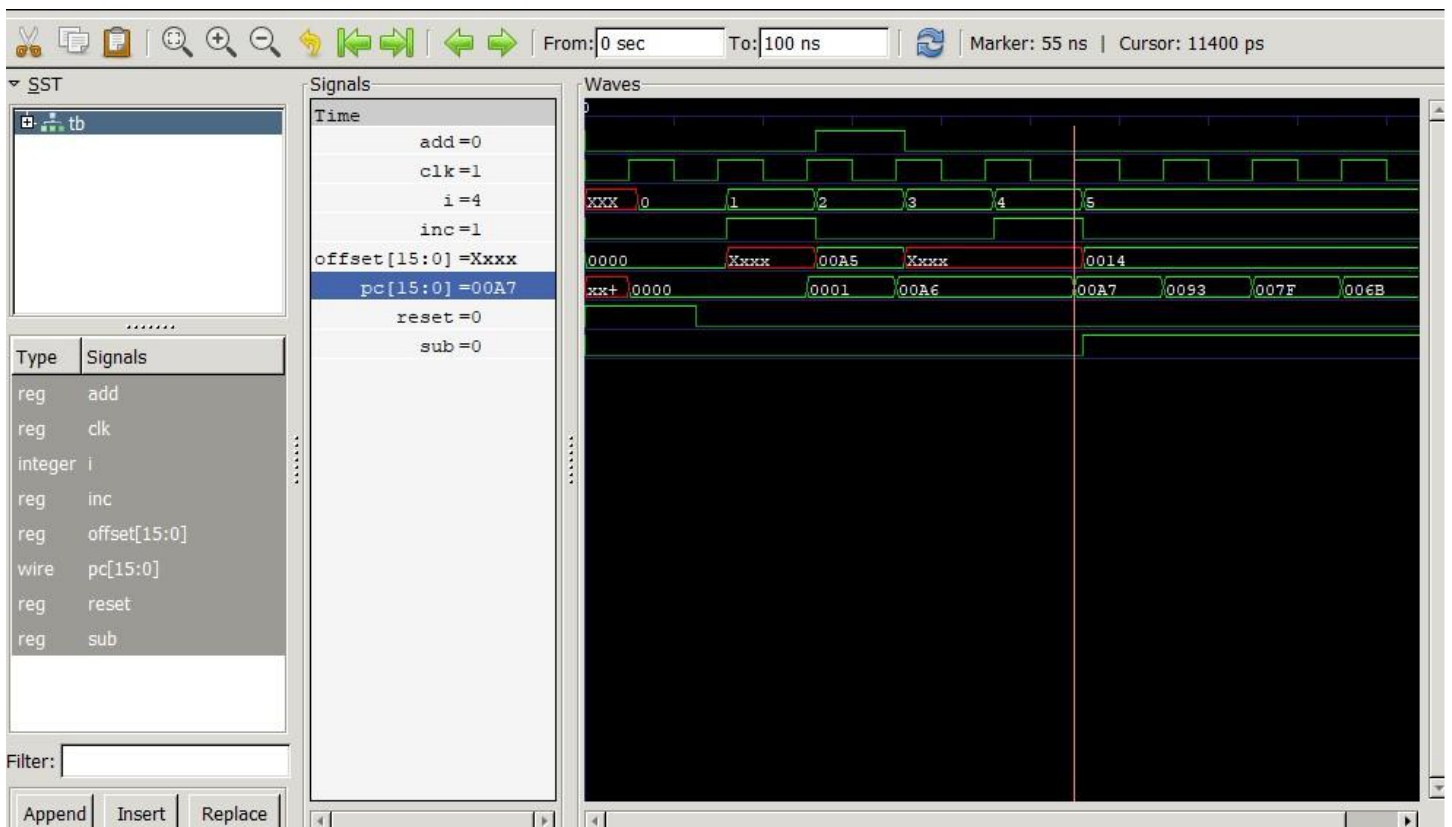 From: 0 sec To: 100 ns Marker: 55 ns | Cursor: 11400 ps
SST
tb
Type Signals
reg add
reg clk
integer i
reg inc
reg offset[15:0]
wire pc[15:0]
reg reset
reg sub
Filter:
Append Insert Replace
Signals
Time
add=0
clk=1
i=4
inc=1
offset[15:0]=Xxxx
pc[15:0]=00A7
reset=0
sub=0
Waves
0
XXX 0 1 2 3 4 5
0000 Xxxx 00A5 Xxxx 0014
xx+ 0000 0001 00A6 00A7 0093 007F 006B